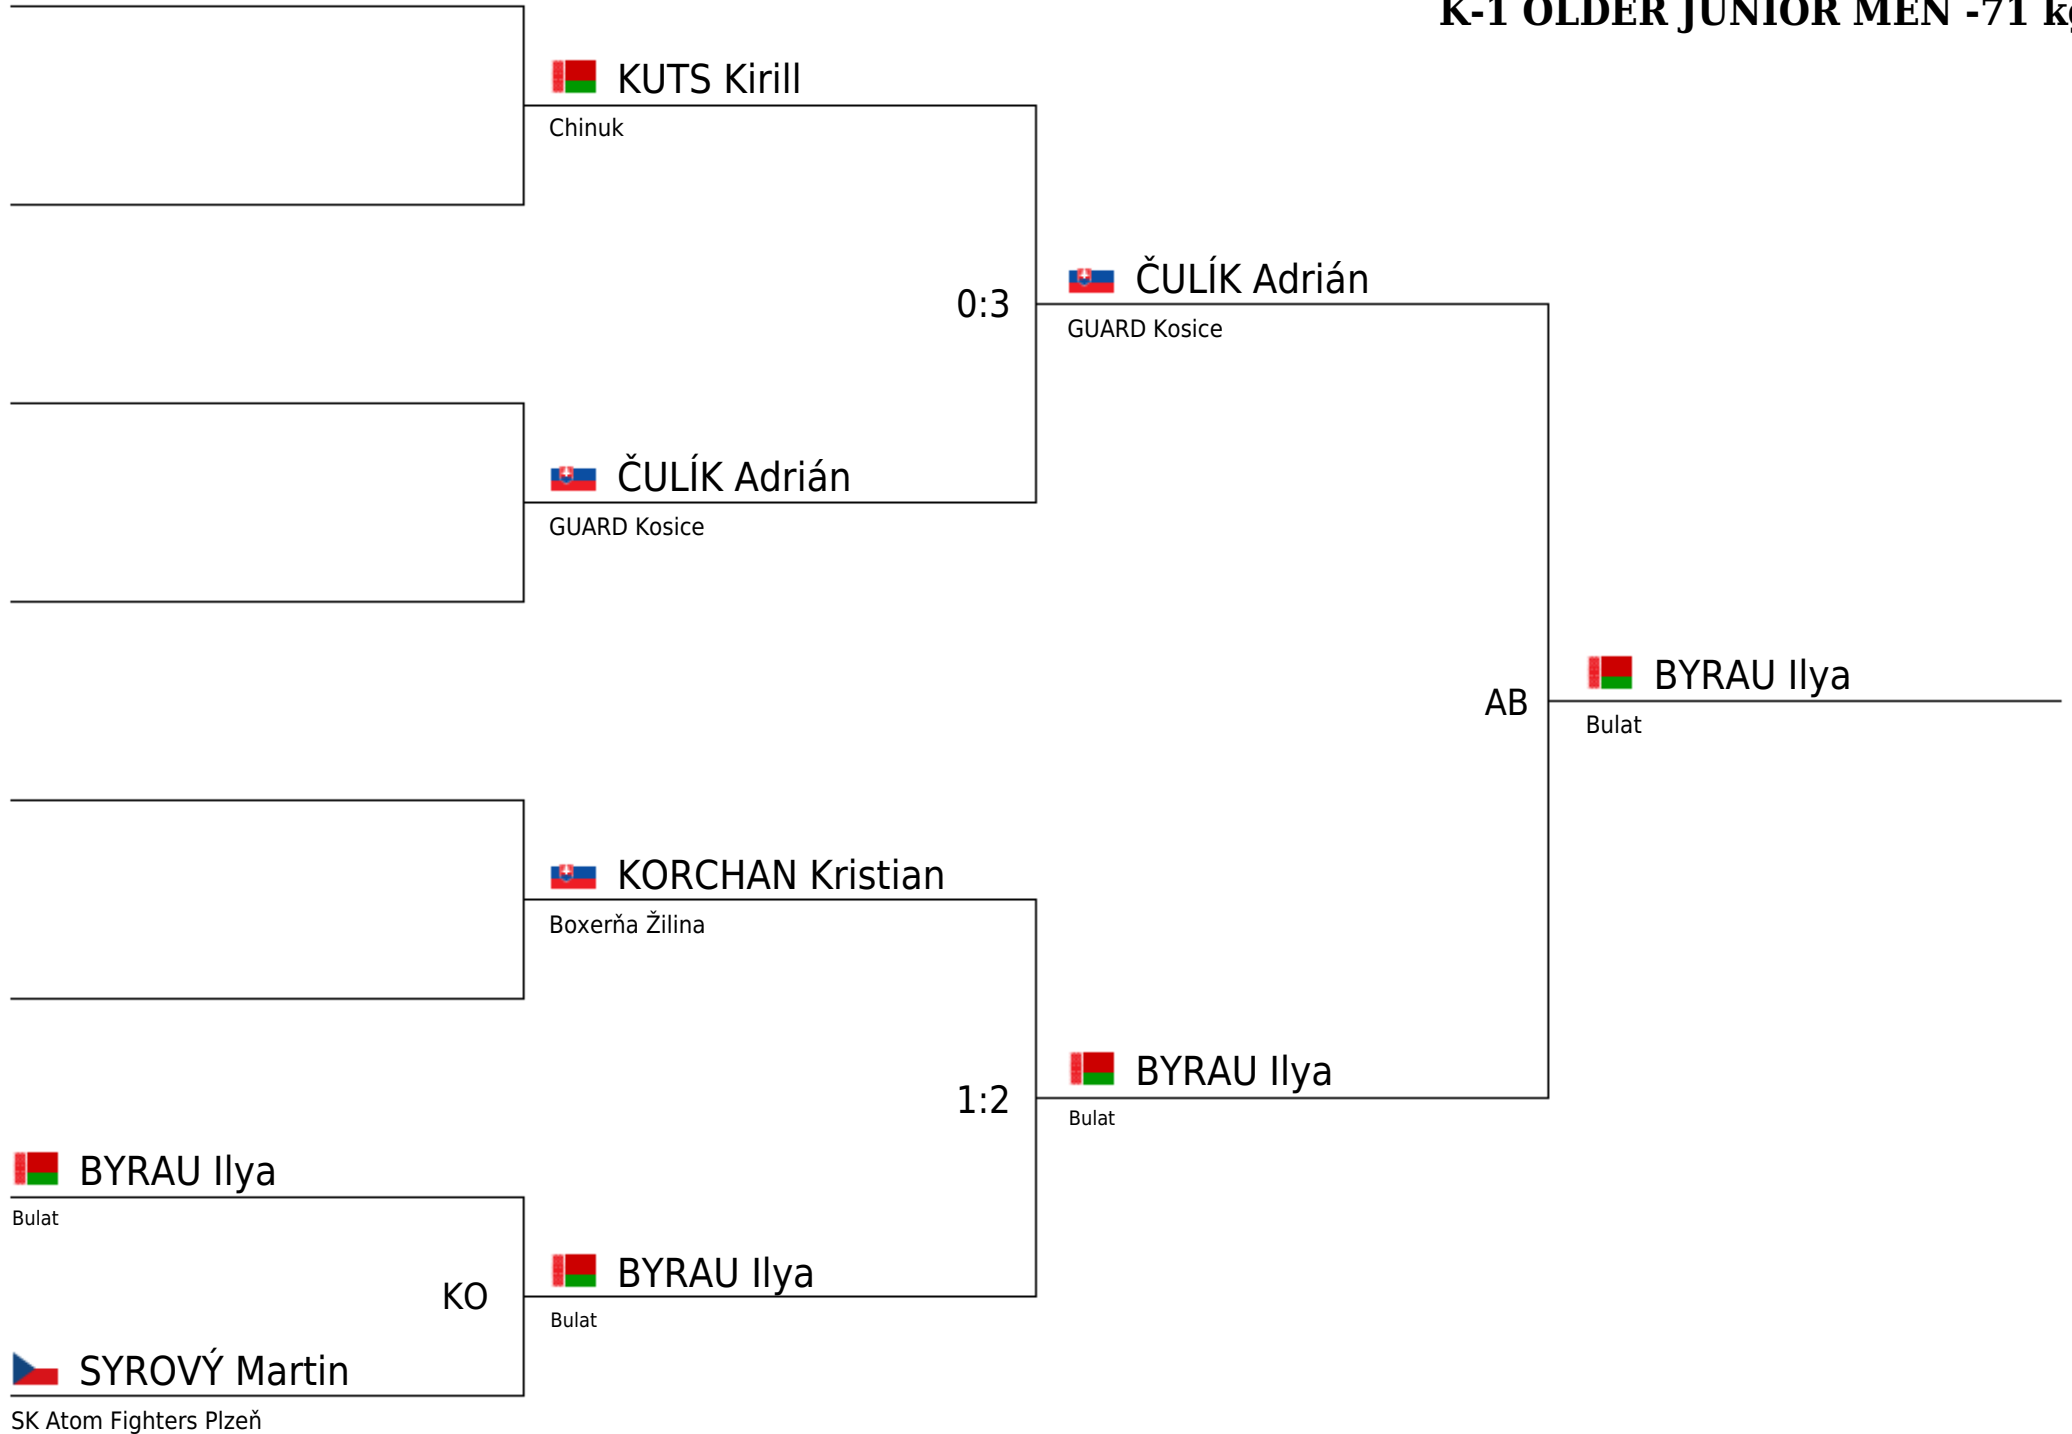 K-1 OLDER JUNIOR MEN -71 kg
KUTS Kirill
Chinuk
0:3
ČULÍK Adrián
GUARD Kosice
ČULÍK Adrián
GUARD Kosice
AB
BYRAU Ilya
Bulat
KORCHAN Kristian
Boxerňa Žilina
1:2
BYRAU Ilya
Bulat
BYRAU Ilya
Bulat
KO
BYRAU Ilya
Bulat
SYROVÝ Martin
SK Atom Fighters Plzeň